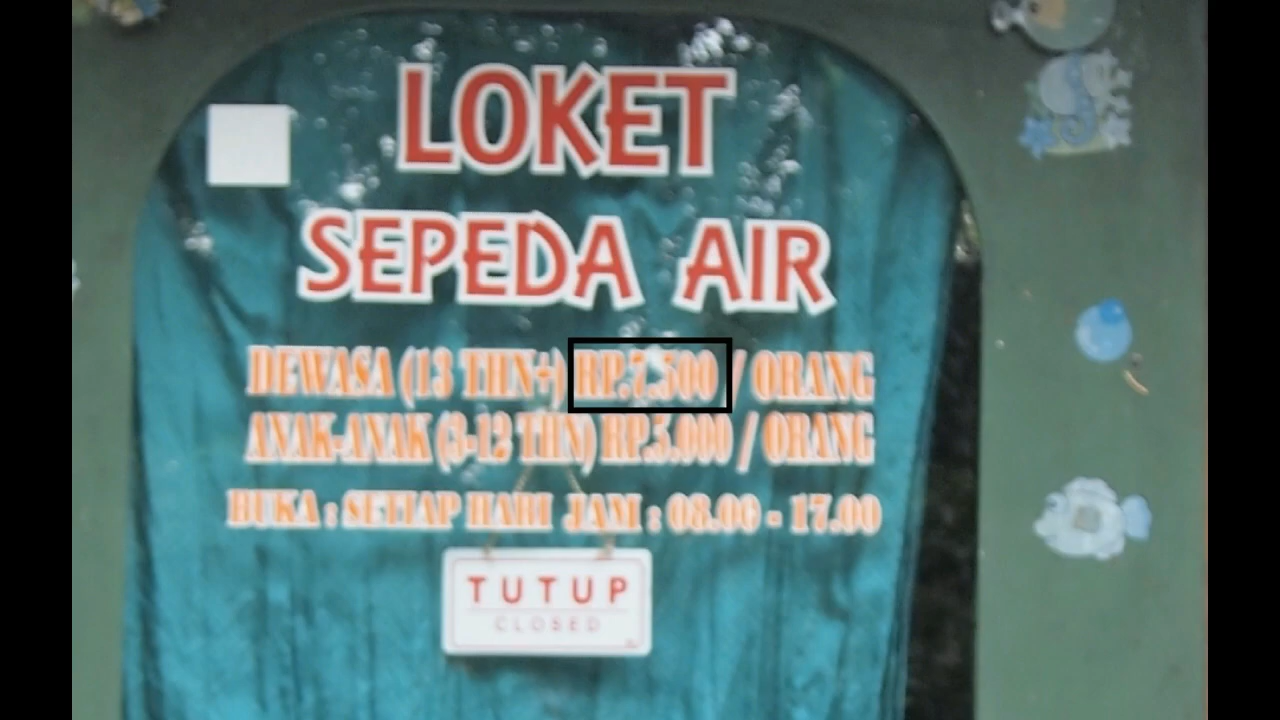 LOKET
SEPEDA AIR
DEWASA (13 THN+) RP.7.500 / ORANG
ANAK-ANAK (3-12 THN) RP.5.000 / ORANG
BUKA : SETIAP HARI JAM : 08.00 - 17.00
TUTUP
CLOSED